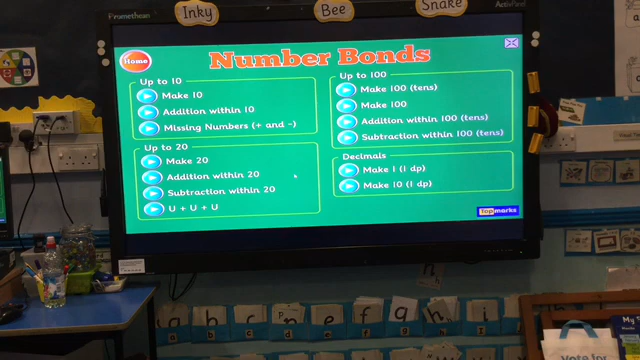 Promethean
ActivPanel
Inky
Bee
Snake
Home
Number Bonds
Up to 10
Make 10
Addition within 10
Missing Numbers (+ and -)
Up to 20
Make 20
Addition within 20
Subtraction within 20
U + U + U
Up to 100
Make 100 (tens)
Make 100
Addition within 100 (tens)
Subtraction within 100 (tens)
Decimals
Make 1 (1 dp)
Make 10 (1 dp)
Topmarks
n
a b c d e f g h i